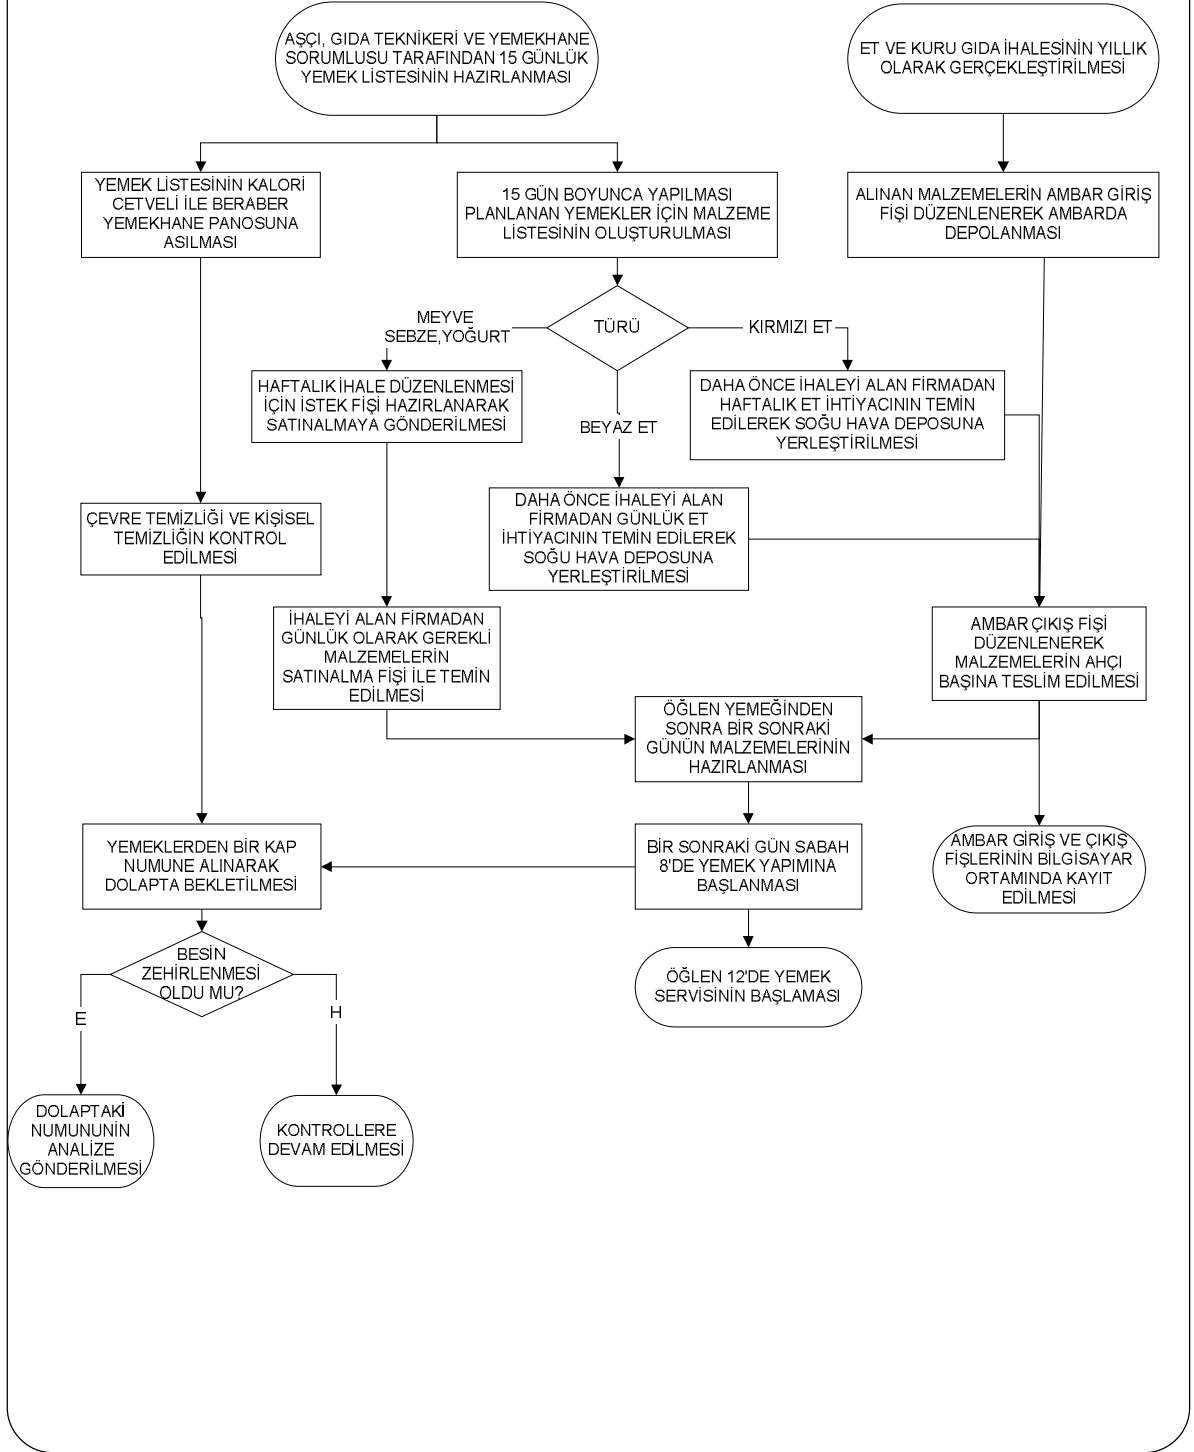 AŞÇI, GIDA TEKNİKERİ VE YEMEKHANE
SORUMLUSU TARAFINDAN 15 GÜNLÜK
YEMEK LİSTESİNİN HAZIRLANMASI
ET VE KURU GIDA İHALESİNİN YILLIK
OLARAK GERÇEKLEŞTİRİLMESİ
YEMEK LİSTESİNİN KALORİ
CETVELİ İLE BERABER
YEMEKHANE PANOSUNA
ASILMASI
15 GÜN BOYUNCA YAPILMASI
PLANLANAN YEMEKLER İÇİN MALZEME
LİSTESİNİN OLUŞTURULMASI
ALINAN MALZEMELERİN AMBAR GİRİŞ
FİŞİ DÜZENLENEREK AMBARDA
DEPOLANMASI
MEYVE
SEBZE,YOĞURT
TÜRÜ
KIRMIZI ET
HAFTALIK İHALE DÜZENLENMESİ
İÇİN İSTEK FİŞİ HAZIRLANARAK
SATINALMAYA GÖNDERİLMESİ
BEYAZ ET
DAHA ÖNCE İHALEYİ ALAN FİRMADAN
HAFTALIK ET İHTİYACININ TEMİN
EDİLEREK SOĞU HAVA DEPOSUNA
YERLEŞTİRİLMESİ
ÇEVRE TEMİZLİĞİ VE KİŞİSEL
TEMİZLİĞİN KONTROL
EDİLMESİ
DAHA ÖNCE İHALEYİ ALAN
FİRMADAN GÜNLÜK ET
İHTİYACININ TEMİN EDİLEREK
SOĞU HAVA DEPOSUNA
YERLEŞTİRİLMESİ
İHALEYİ ALAN FİRMADAN
GÜNLÜK OLARAK GEREKLİ
MALZEMELERİN
SATINALMA FİŞİ İLE TEMİN
EDİLMESİ
AMBAR ÇIKIŞ FİŞİ
DÜZENLENEREK
MALZEMELERİN AHÇI
BAŞINA TESLİM EDİLMESİ
ÖĞLEN YEMEĞİNDEN
SONRA BİR SONRAKİ
GÜNÜN MALZEMELERİNİN
HAZIRLANMASI
YEMEKLERDEN BİR KAP
NUMUNE ALINARAK
DOLAPTA BEKLETİLMESİ
BİR SONRAKİ GÜN SABAH
8'DE YEMEK YAPIMINA
BAŞLANMASI
AMBAR GİRİŞ VE ÇIKIŞ
FİŞLERİNİN BİLGİSAYAR
ORTAMINDA KAYIT
EDİLMESİ
BESİN
ZEHİRLENMESİ
OLDU MU?
ÖĞLEN 12'DE YEMEK
SERVİSİNİN BAŞLAMASI
E
H
DOLAPTAKİ
NUMUNUNİN
ANALİZE
GÖNDERİLMESİ
KONTROLLERE
DEVAM EDİLMESİ